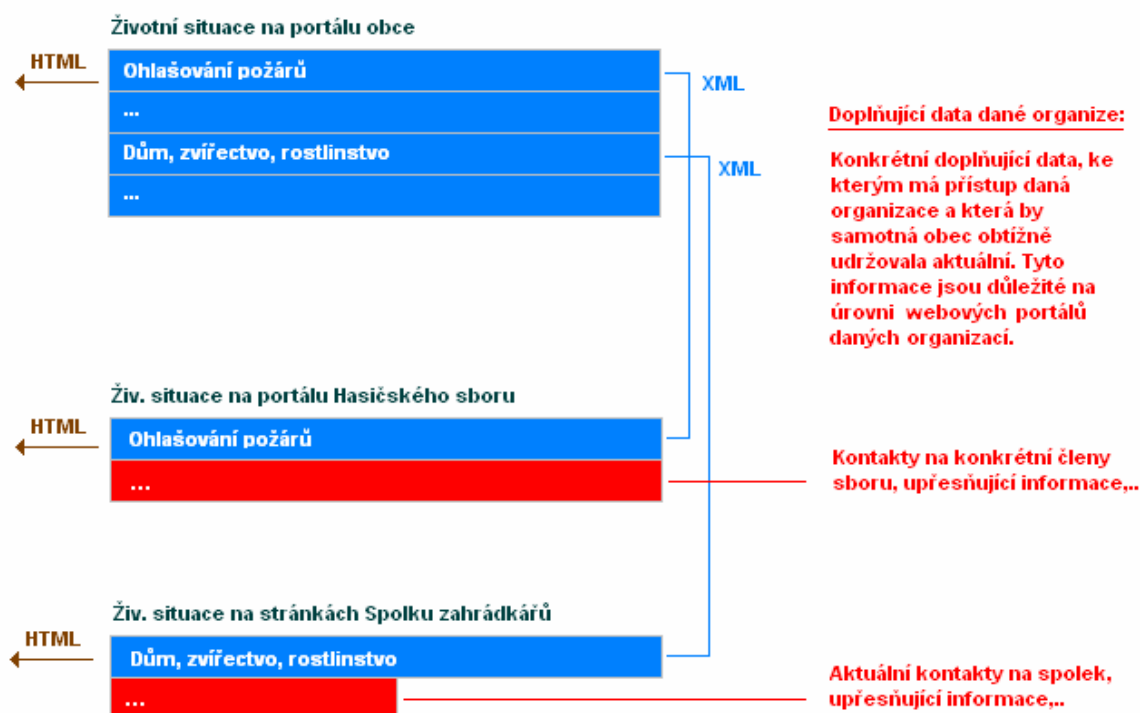 Životní situace na portálu obce
HTML
Ohlašování požárů
XML
...
Dům, zvířectvo, rostlinstvo
XML
...
Doplňující data dané organize:
Konkrétní doplňující data, ke
kterým má přístup daná
organizace a která by
samotná obec obtížně
udržovala aktuální. Tyto
informace jsou důležité na
úrovni webových portálů
daných organizací.
Živ. situace na portálu Hasičského sboru
HTML
Ohlašování požárů
...
Kontakty na konkrétní členy
sboru, upřesňující informace,..
Živ. situace na stránkách Spolku zahrádkářů
HTML
Dům, zvířectvo, rostlinstvo
...
Aktuální kontakty na spolek,
upřesňující informace,..